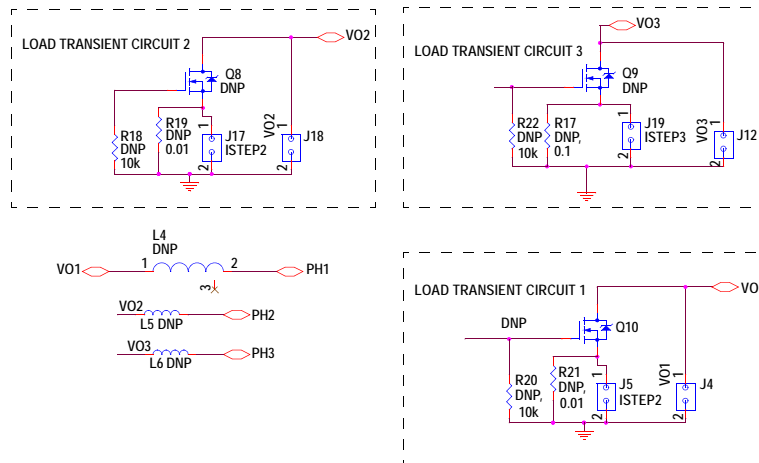 LOAD TRANSIENT CIRCUIT 2
VO2
Q8
DNP
R18
DNP
10k
R19
DNP
0.01
1
2
J17
ISTEP2
VO2
1
2
J18
LOAD TRANSIENT CIRCUIT 3
VO3
Q9
DNP
R22
DNP
10k
R17
DNP,
0.1
1
2
J19
ISTEP3
VO3
1
2
J12
L4
DNP
VO1
1
2
PH1
3
VO2
L5 DNP
PH2
VO3
L6 DNP
PH3
LOAD TRANSIENT CIRCUIT 1
VO
DNP
Q10
R20
DNP,
10k
R21
DNP,
0.01
1
2
J5
ISTEP2
VO1
1
2
J4